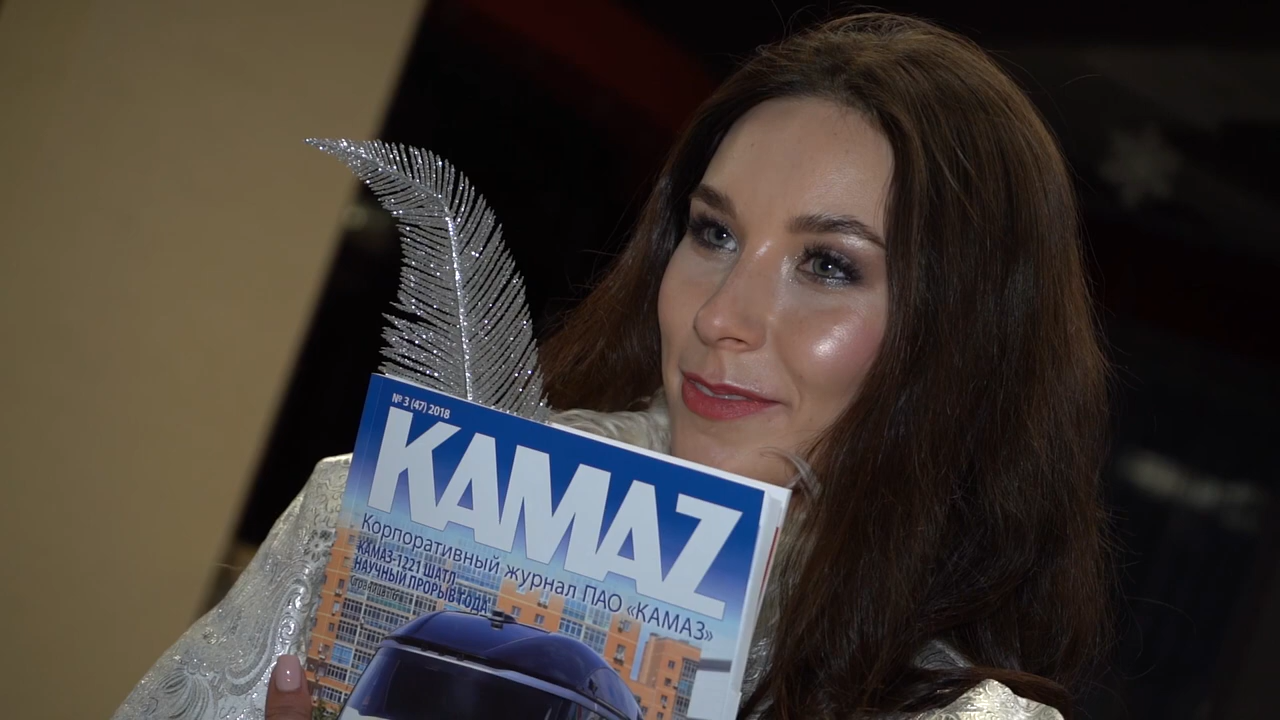 № 3 (47) 2018
KAMAZ
Корпоративный журнал ПАО «КАМАЗ»
КАМАЗ-1221 ШАТЛ
НАУЧНЫЙ ПРОРЫВ ГОДА